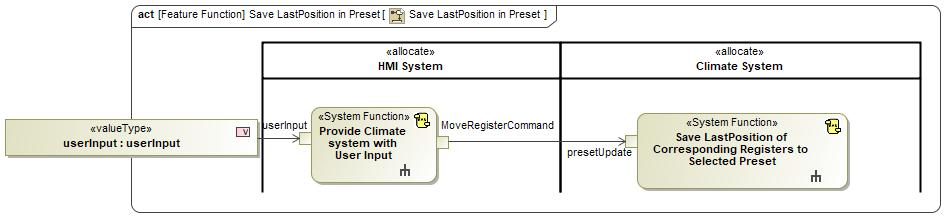 act [Feature Function] Save LastPosition in Preset [ Save LastPosition in Preset ]
«allocate»
HMI System
«allocate»
Climate System
«valueType»
userInput : userInput
V
userInput
«System Function»
Provide Climate
system with
User Input
MoveRegisterCommand
presetUpdate
«System Function»
Save LastPosition of
Corresponding Registers to
Selected Preset